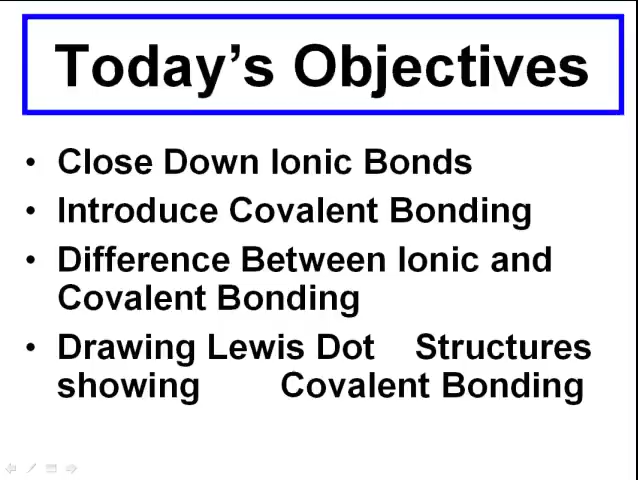 Today’s Objectives
• Close Down Ionic Bonds
• Introduce Covalent Bonding
• Difference Between Ionic and
Covalent Bonding
• Drawing Lewis Dot Structures
showing Covalent Bonding